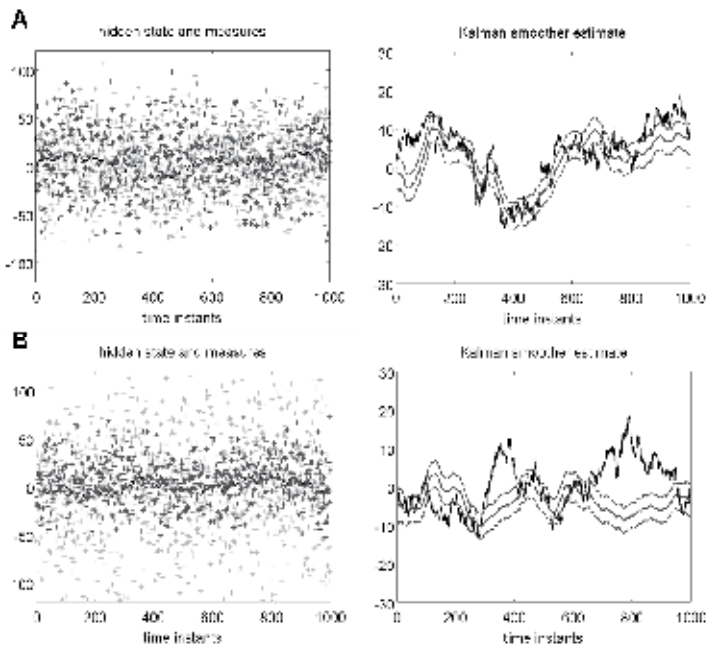 A
hidden state and measures
Kalman smoother estimate
100
50
0
-50
-100
0 200 400 600 800 1000
time instants
30
20
10
0
-10
-20
-30
0 200 400 600 800 1000
time instants
B
hidden state and measures
Kalman smoother estimate
100
50
0
-50
-100
0 200 400 600 800 1000
time instants
30
20
10
0
-10
-20
-30
0 200 400 600 800 1000
time instants